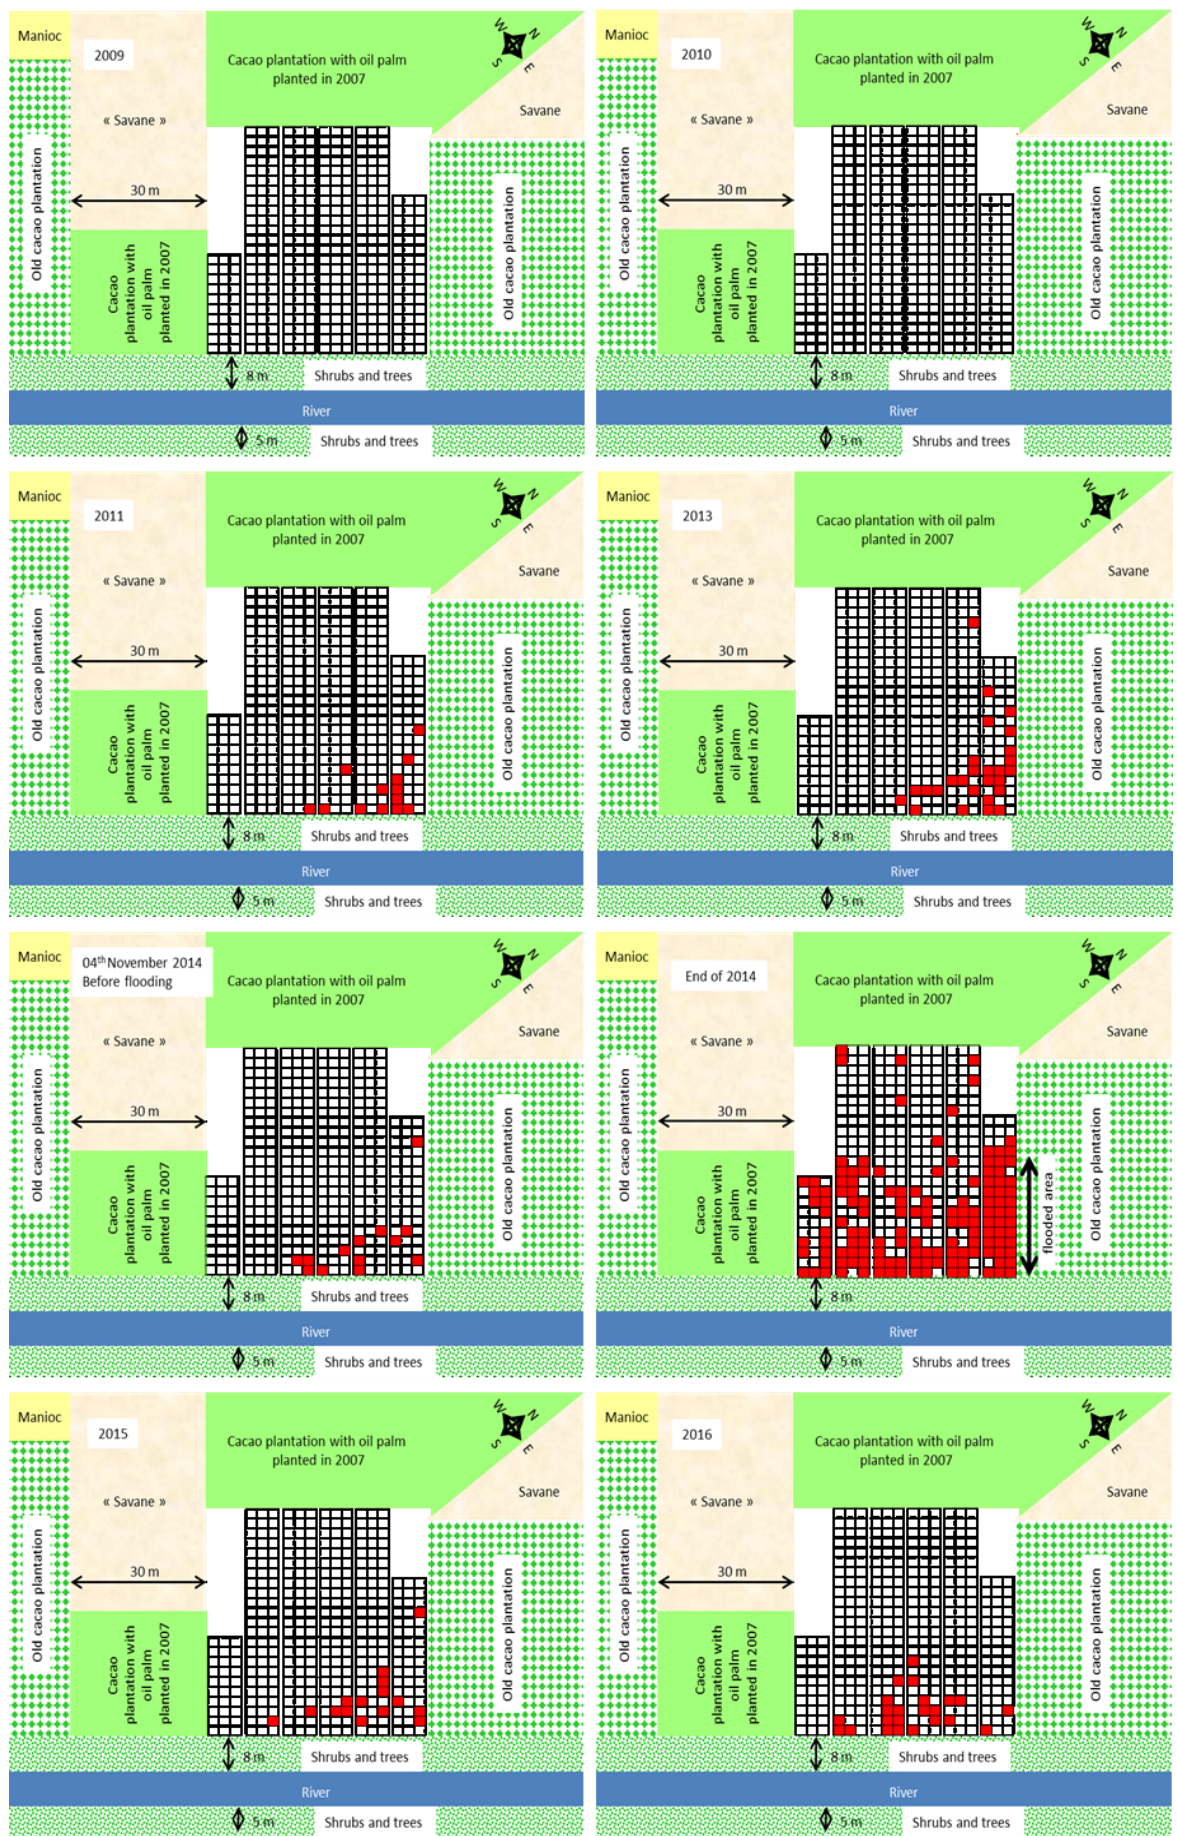 Manioc
2009
Cacao plantation with oil palm
planted in 2007
W
N
S
E
Savane
« Savane »
Old cacao plantation
30 m
Cacao
plantation with
oil palm
planted in 2007
Old cacao plantation
8 m
Shrubs and trees
River
5 m
Shrubs and trees
Manioc
2010
Cacao plantation with oil palm
planted in 2007
W
N
S
E
Savane
« Savane »
Old cacao plantation
30 m
Cacao
plantation with
oil palm
planted in 2007
Old cacao plantation
8 m
Shrubs and trees
River
5 m
Shrubs and trees
Manioc
2011
Cacao plantation with oil palm
planted in 2007
W
N
S
E
Savane
« Savane »
Old cacao plantation
30 m
Cacao
plantation with
oil palm
planted in 2007
Old cacao plantation
8 m
Shrubs and trees
River
5 m
Shrubs and trees
Manioc
2013
Cacao plantation with oil palm
planted in 2007
W
N
S
E
Savane
« Savane »
Old cacao plantation
30 m
Cacao
plantation with
oil palm
planted in 2007
Old cacao plantation
8 m
Shrubs and trees
River
5 m
Shrubs and trees
Manioc
04th November 2014
Before flooding
Cacao plantation with oil palm
planted in 2007
W
N
S
E
Savane
« Savane »
Old cacao plantation
30 m
Cacao
plantation with
oil palm
planted in 2007
Old cacao plantation
8 m
Shrubs and trees
River
5 m
Shrubs and trees
Manioc
End of 2014
Cacao plantation with oil palm
planted in 2007
W
N
S
E
Savane
« Savane »
Old cacao plantation
30 m
Cacao
plantation with
oil palm
planted in 2007
flooded area
Old cacao plantation
8 m
Shrubs and trees
River
5 m
Shrubs and trees
Manioc
2015
Cacao plantation with oil palm
planted in 2007
W
N
S
E
Savane
« Savane »
Old cacao plantation
30 m
Cacao
plantation with
oil palm
planted in 2007
Old cacao plantation
8 m
Shrubs and trees
River
5 m
Shrubs and trees
Manioc
2016
Cacao plantation with oil palm
planted in 2007
W
N
S
E
Savane
« Savane »
Old cacao plantation
30 m
Cacao
plantation with
oil palm
planted in 2007
Old cacao plantation
8 m
Shrubs and trees
River
5 m
Shrubs and trees